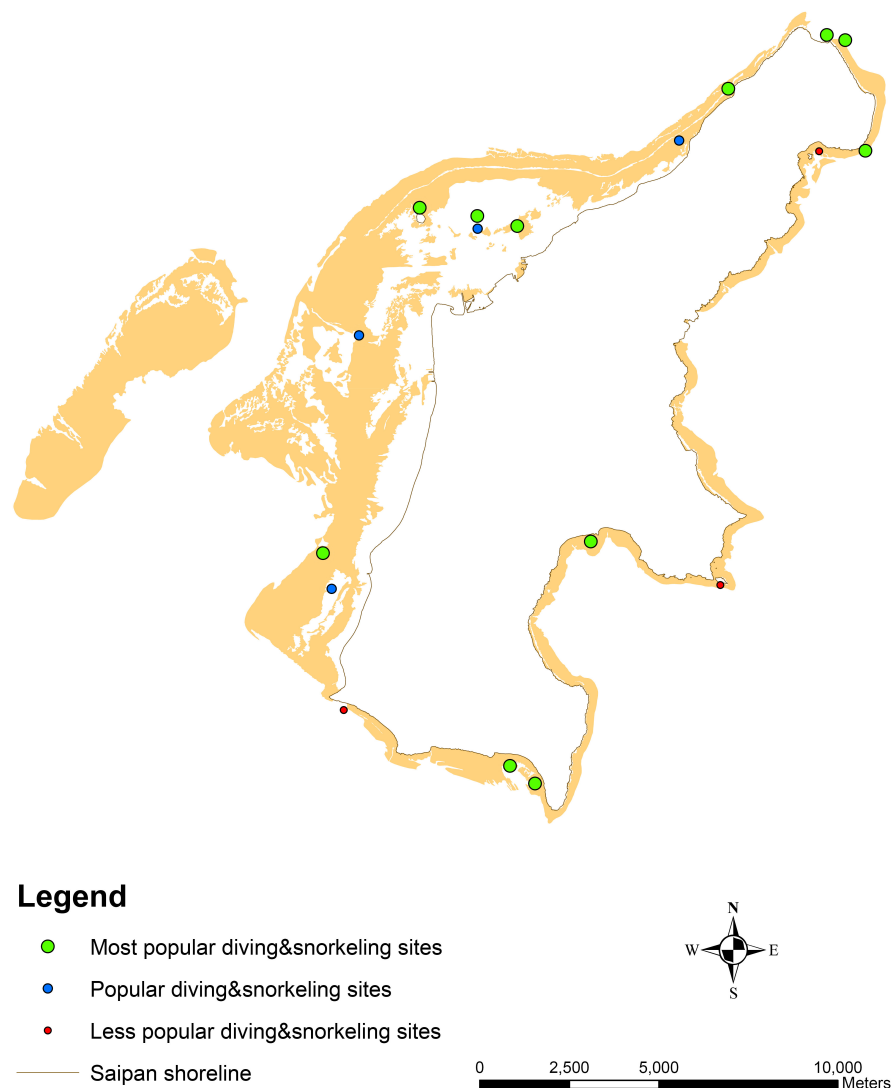 Legend
Most popular diving&snorkeling sites
Popular diving&snorkeling sites
Less popular diving&snorkeling sites
Saipan shoreline
N
W E
S
0 2,500 5,000 10,000
Meters